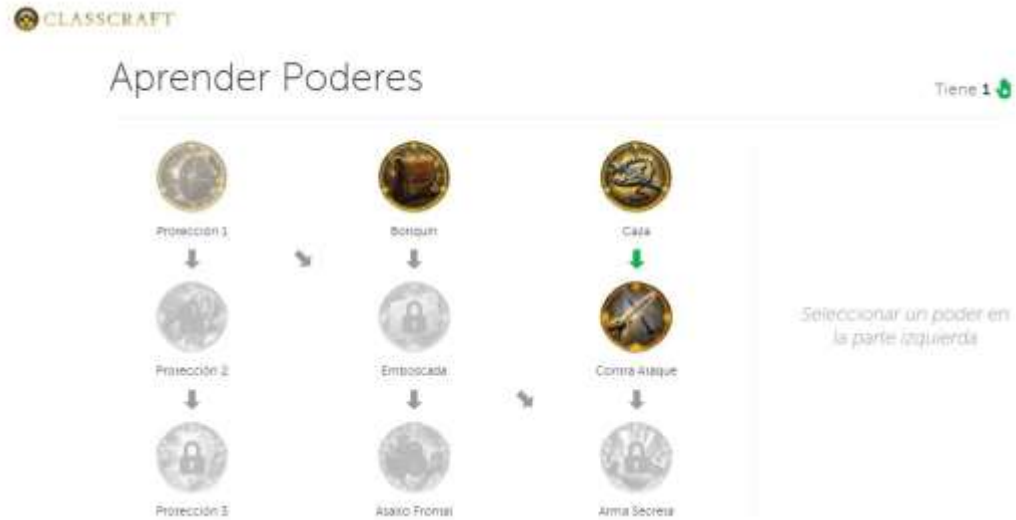 CLASSCRAFT
Aprender Poderes
Tiene 1
Protección 1
Botiquín
Caza
Seleccionar un poder en
la parte izquierda
Protección 2
Emboscada
Contra Ataque
Protección 3
Asalto Frontal
Arma Secreta